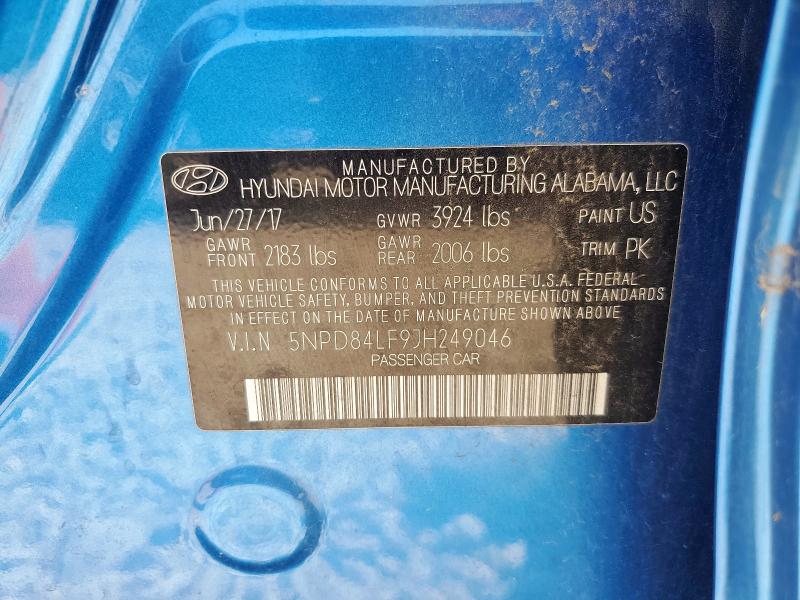 MANUFACTURED BY
HYUNDAI MOTOR MANUFACTURING ALABAMA, LLC
Jun/27/17 GVWR 3924 lbs PAINT US
GAWR FRONT 2183 lbs GAWR REAR 2006 lbs TRIM PK
THIS VEHICLE CONFORMS TO ALL APPLICABLE U.S.A. FEDERAL
MOTOR VEHICLE SAFETY, BUMPER, AND THEFT PREVENTION STANDARDS
IN EFFECT ON THE DATE OF MANUFACTURE SHOWN ABOVE
V.I.N 5NPD84LF9JH249046
PASSENGER CAR